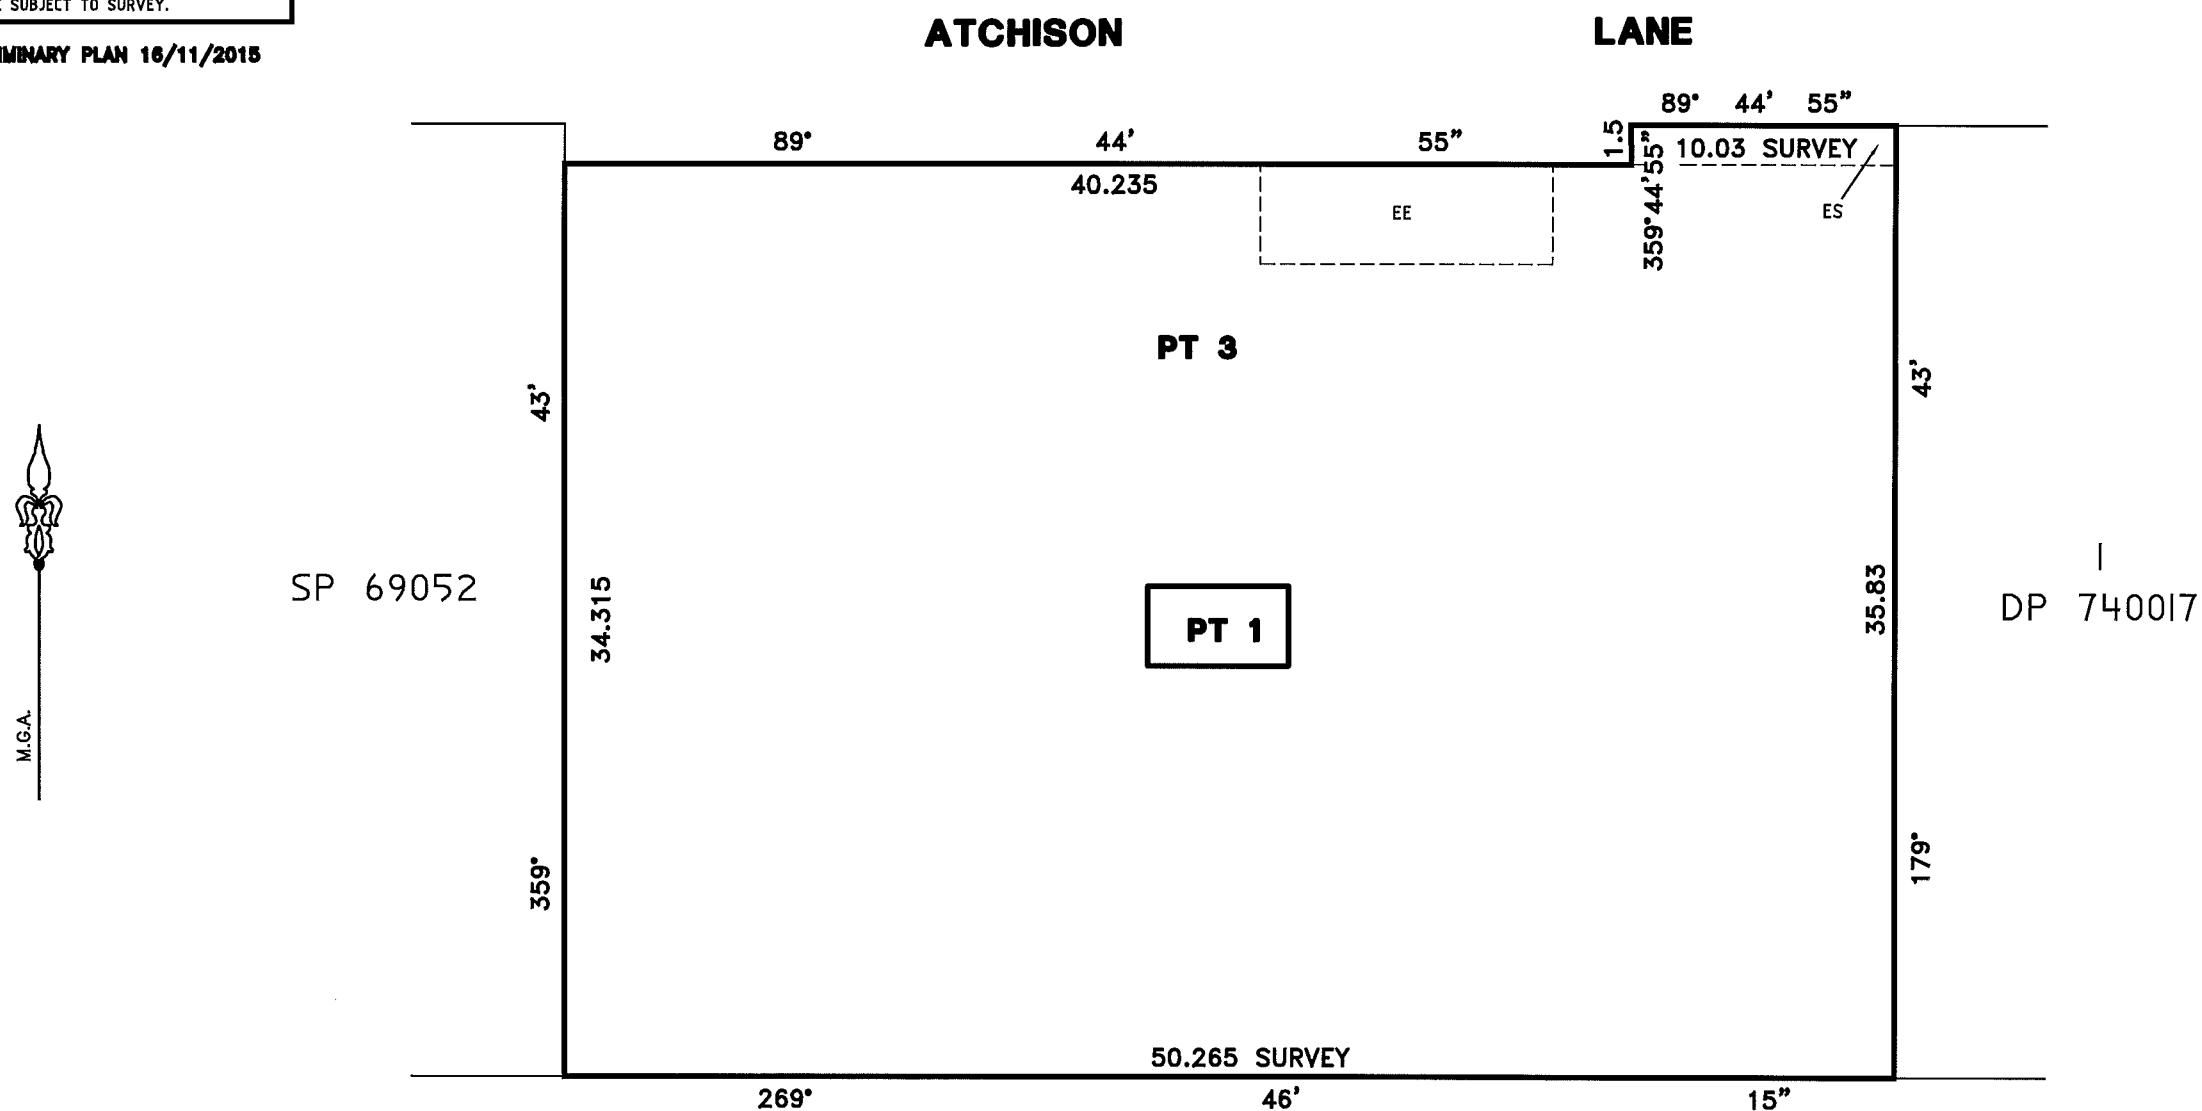 SUBJECT TO SURVEY.
PLAN 16/11/2015
ATCHISON LANE
89° 44' 55"
89° 44' 55"
1.5
10.03 SURVEY
359°44'55"
40.235
EE
ES
PT 3
43'
43'
SP 69052
34.315
PT 1
35.83
1
DP 740017
M.G.A.
359°
179°
50.265 SURVEY
269° 46' 15"